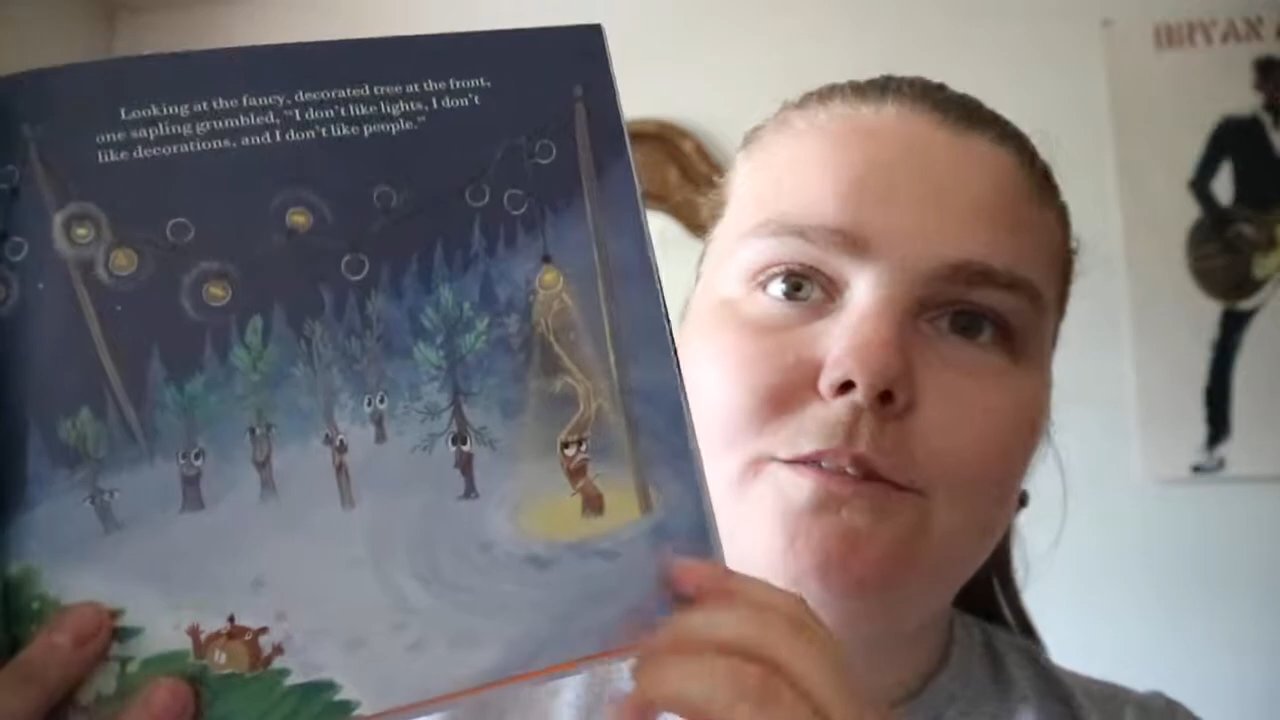 Looking at the fancy, decorated tree at the front,
one sapling grumbled, "I don't like lights, I don't
like decorations, and I don't like people."
BRYAN